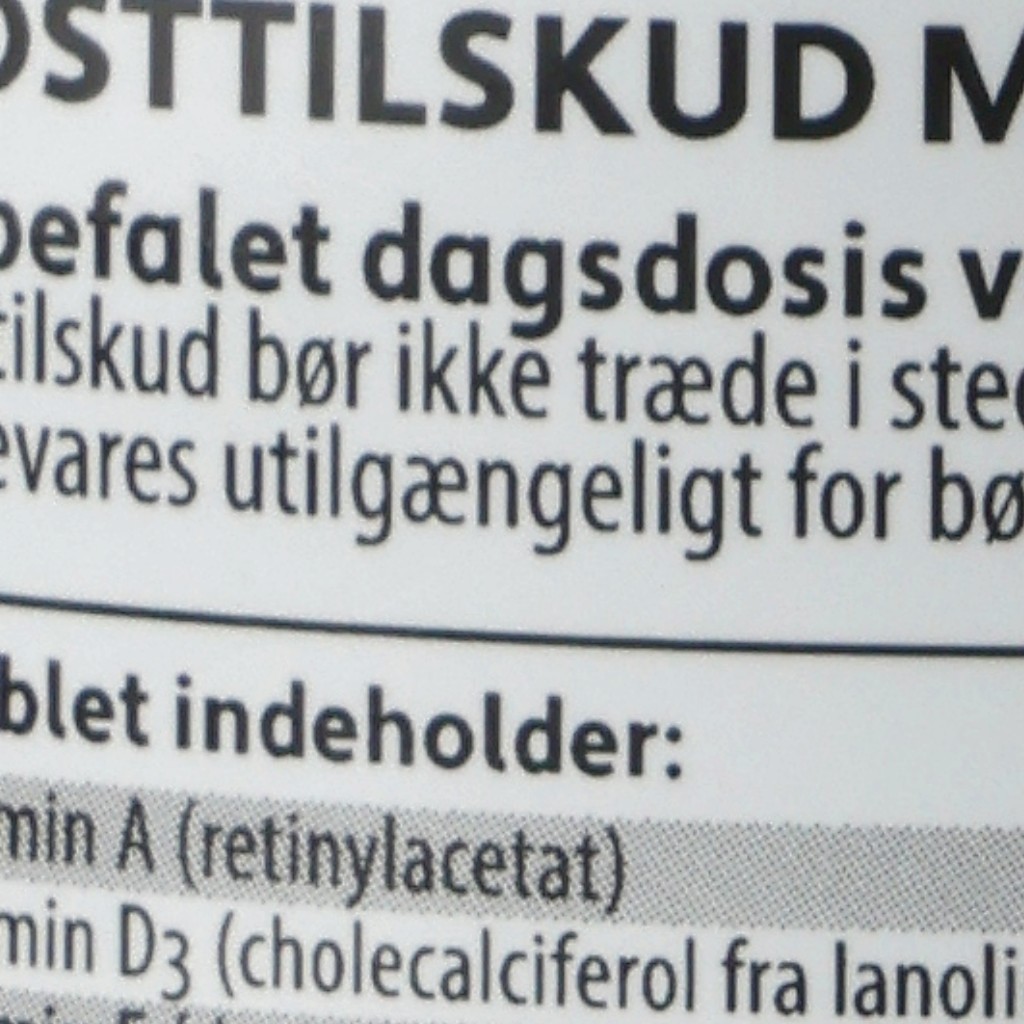 OSTTILSKUD M
befalet dagsdosis v
tilskud bør ikke træde i sted
evares utilgængeligt for bø
blet indeholder:
min A (retinylacetat)
min D3 (cholecalciferol fra lanoli